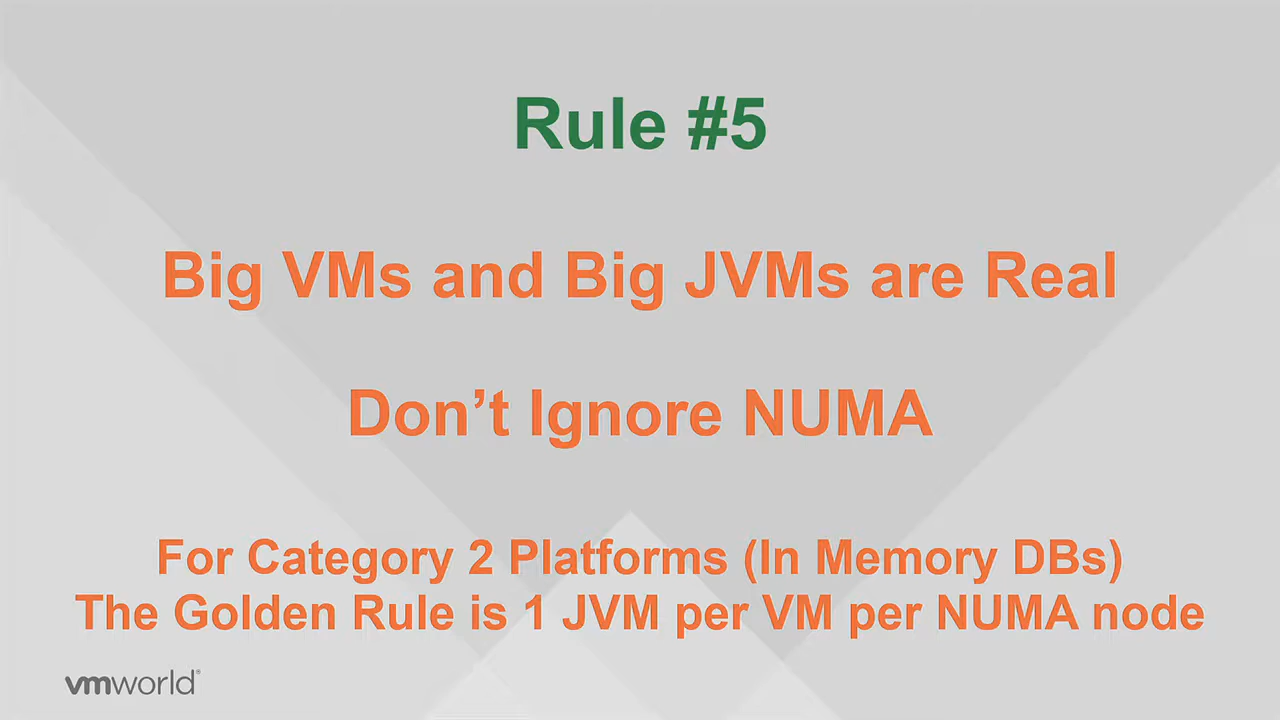 Rule #5
Big VMs and Big JVMs are Real
Don’t Ignore NUMA
For Category 2 Platforms (In Memory DBs)
The Golden Rule is 1 JVM per VM per NUMA node
vmworld®